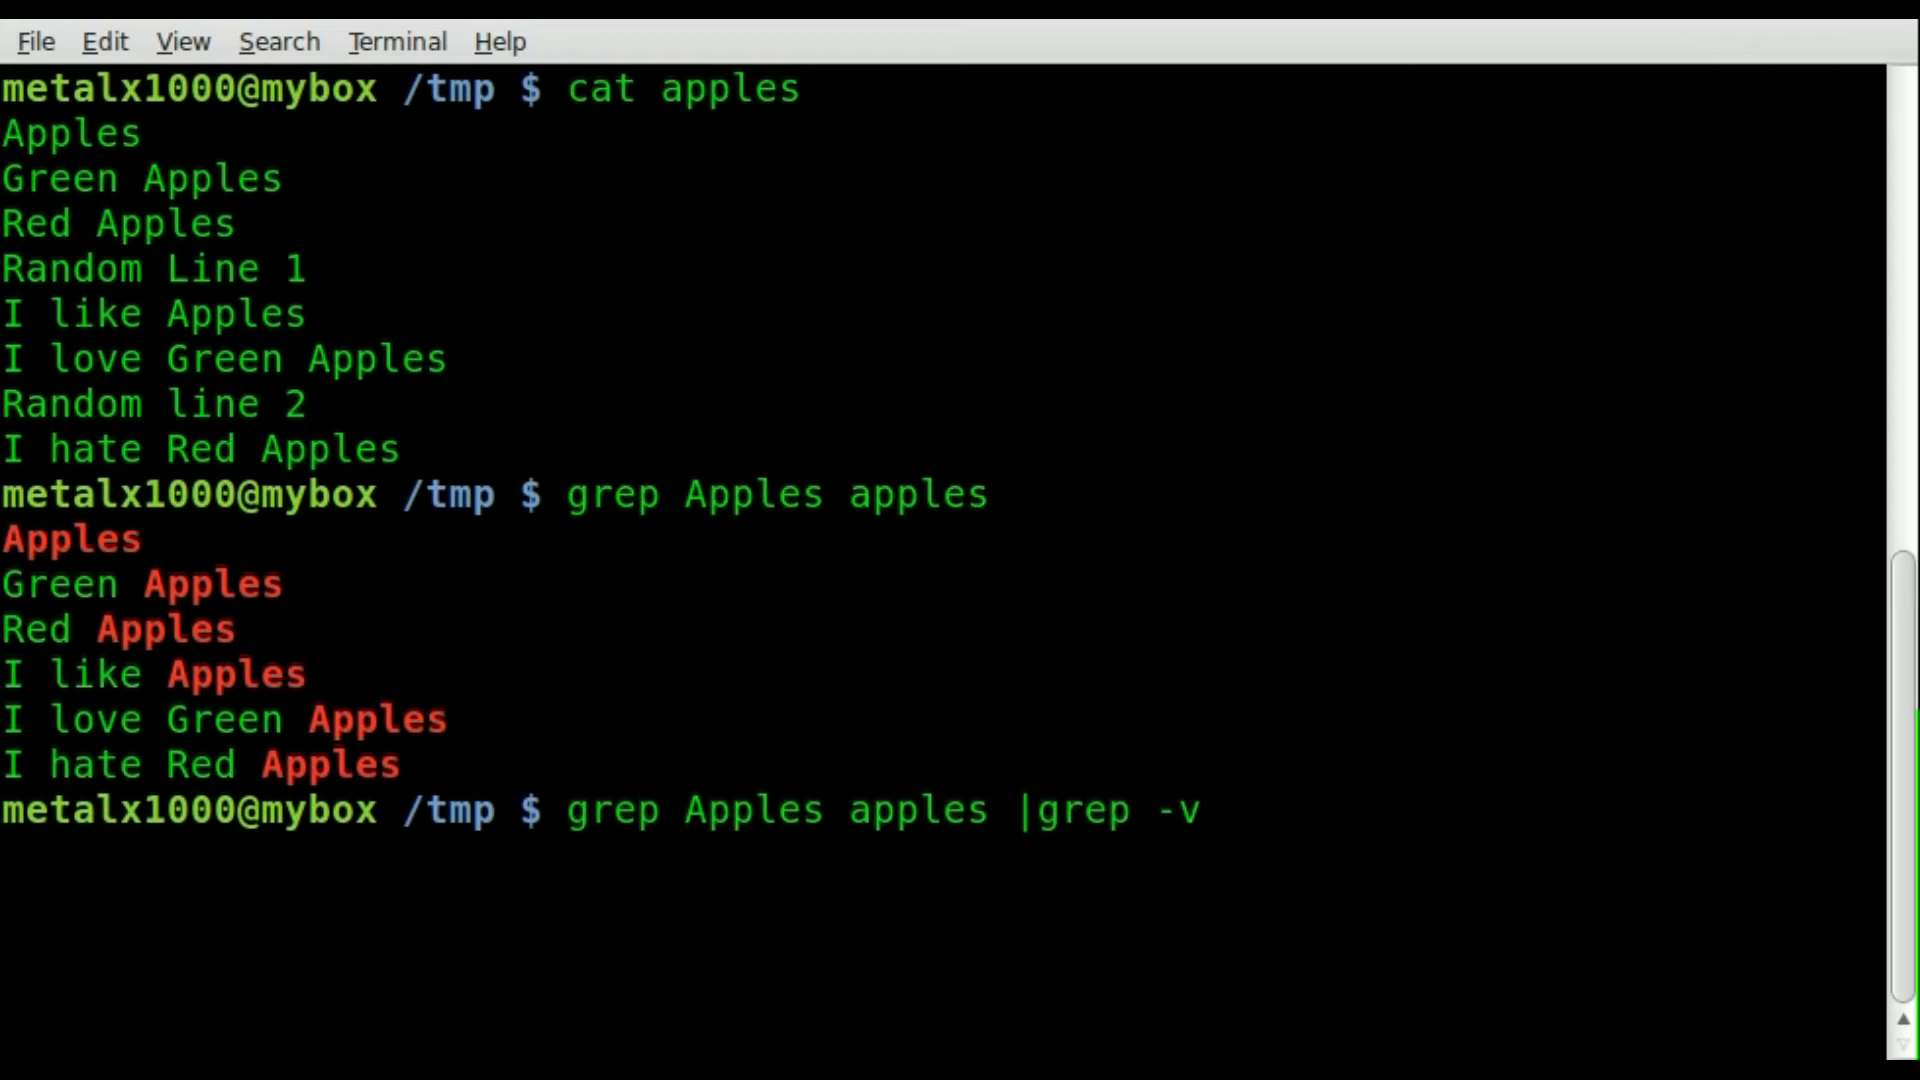 File Edit View Search Terminal Help
metalx1000@mybox /tmp $ cat apples
Apples
Green Apples
Red Apples
Random Line 1
I like Apples
I love Green Apples
Random line 2
I hate Red Apples
metalx1000@mybox /tmp $ grep Apples apples
Apples
Green Apples
Red Apples
I like Apples
I love Green Apples
I hate Red Apples
metalx1000@mybox /tmp $ grep Apples apples |grep -v